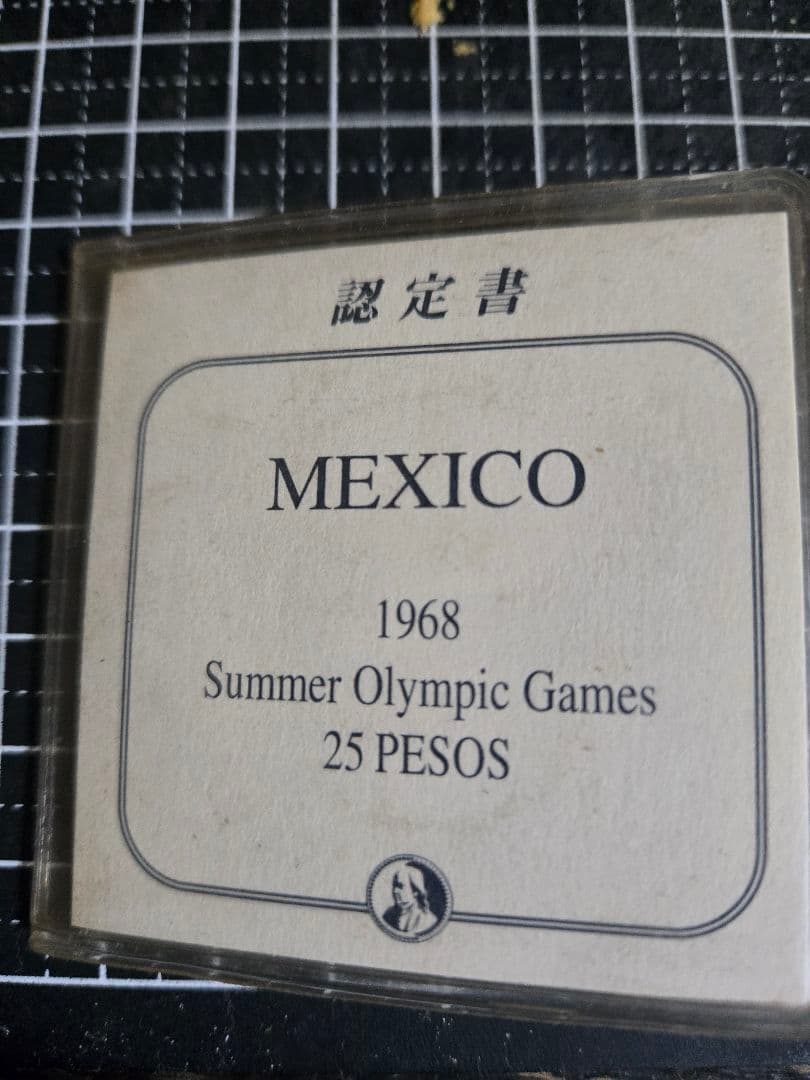 認定書
MEXICO
1968
Summer Olympic Games
25 PESOS